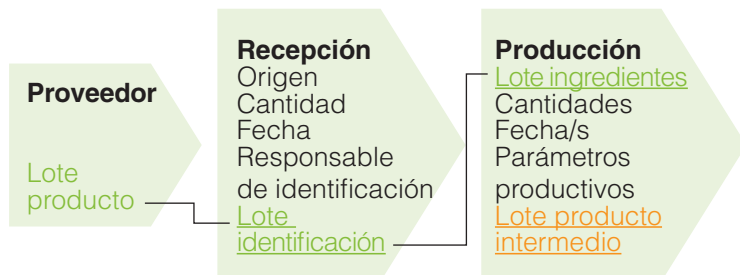 Proveedor
Lote
producto
Recepción
Origen
Cantidad
Fecha
Responsable
de identificación
Lote
identificación
Producción
Lote ingredientes
Cantidades
Fecha/s
Parámetros
productivos
Lote producto
intermedio